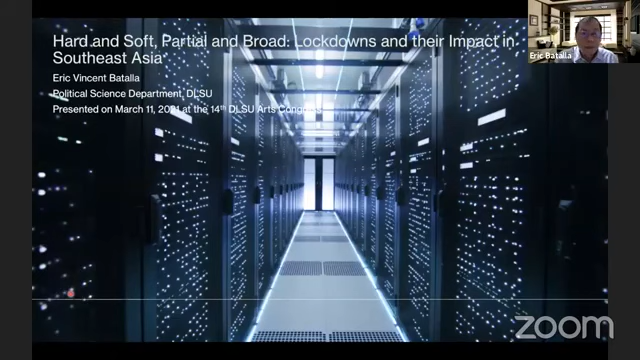 Hard and Soft, Partial and Broad: Lockdowns and their Impact in
Southeast Asia
Eric Vincent Batalla
Political Science Department, DLSU
Presented on March 11, 2021 at the 14th DLSU Arts Congress
Eric Batalla
zoom